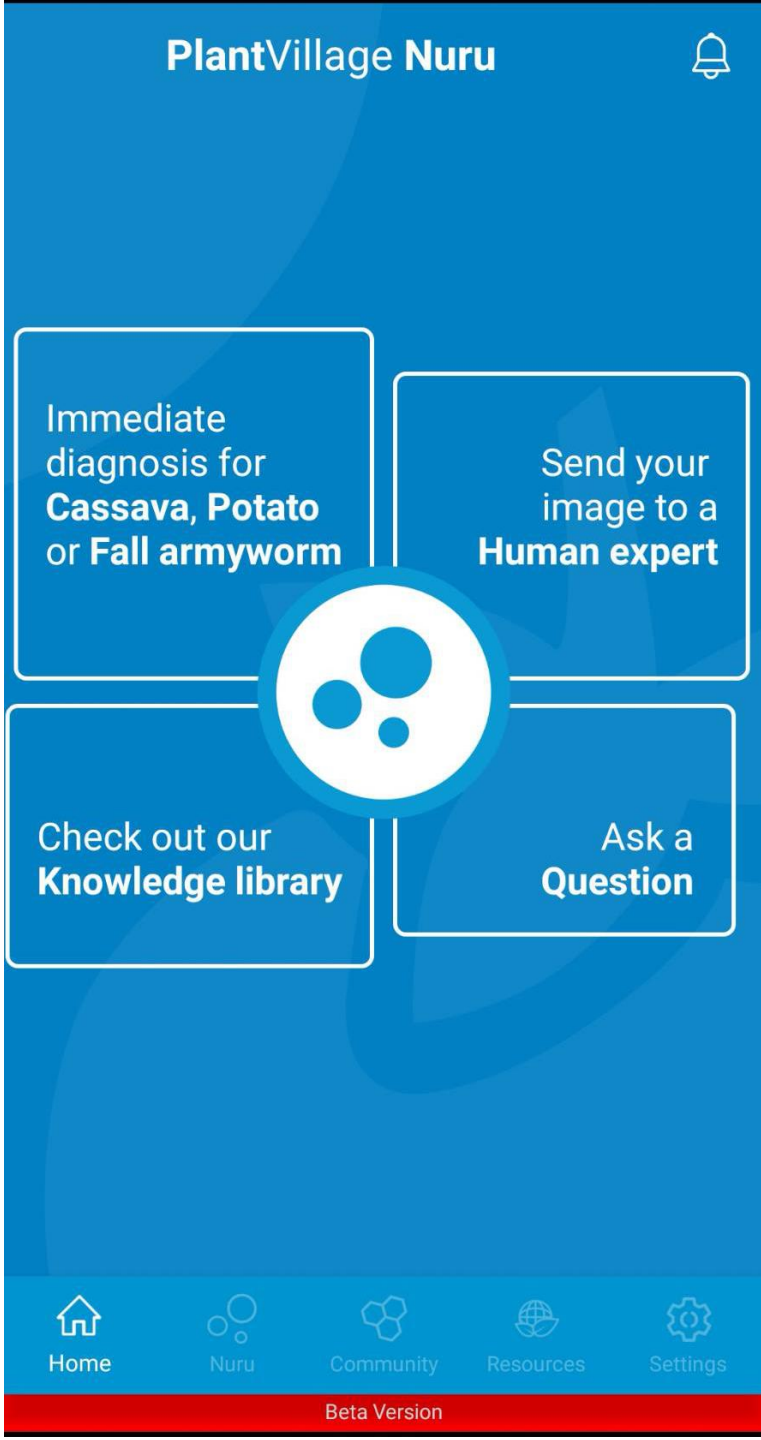 PlantVillage Nuru
Immediate
diagnosis for
Cassava, Potato
or Fall armyworm
Send your
image to a
Human expert
Check out our
Knowledge library
Ask a
Question
Home
Nuru
Community
Resources
Settings
Beta Version